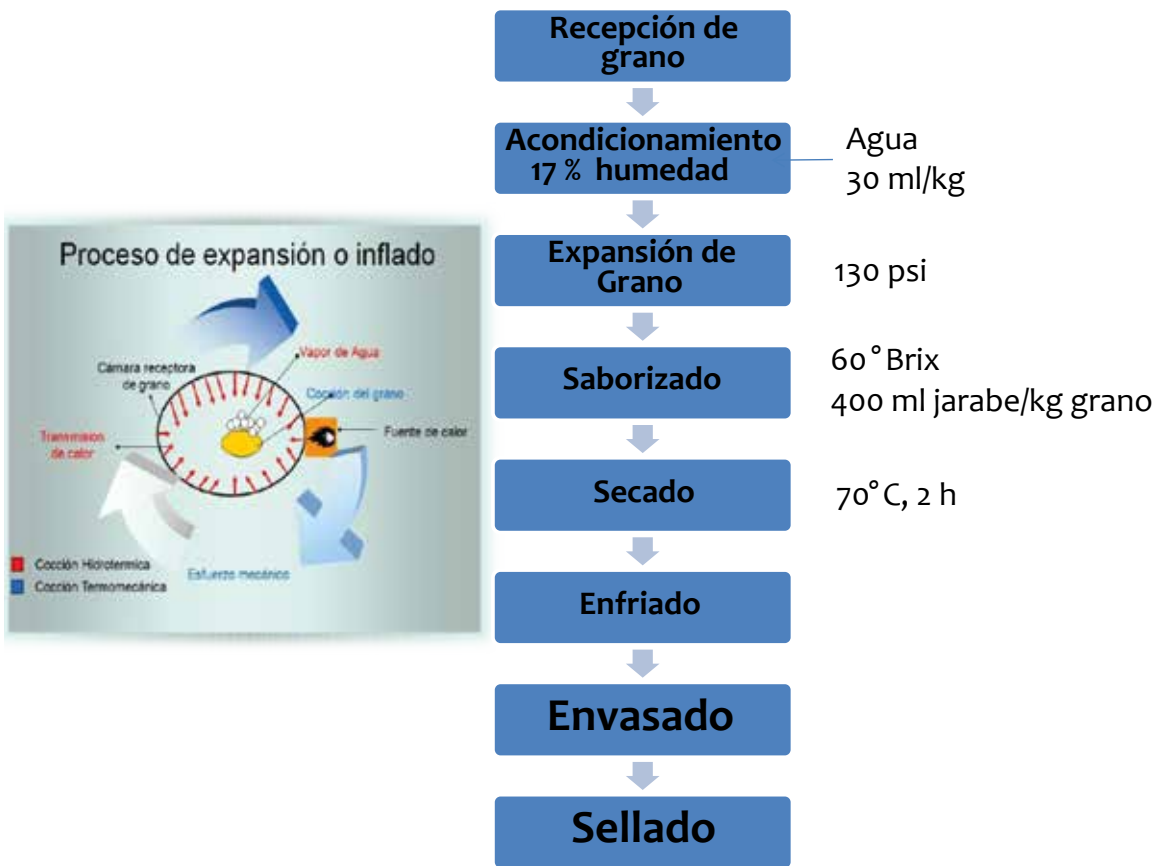 Recepción de
grano
Acondicionamiento
17 % humedad
Agua
30 ml/kg
Expansión de
Grano
130 psi
Saborizado
60° Brix
400 ml jarabe/kg grano
Secado
70° C, 2 h
Enfriado
Envasado
Sellado
Proceso de expansión o inflado
Vapor de Agua
Cámara receptora
de grano
Cocción del grano
Fuente de calor
Transmision
de calor
Esfuerzo mecánico
Cocción Hidrotermica
Cocción Termomecánica